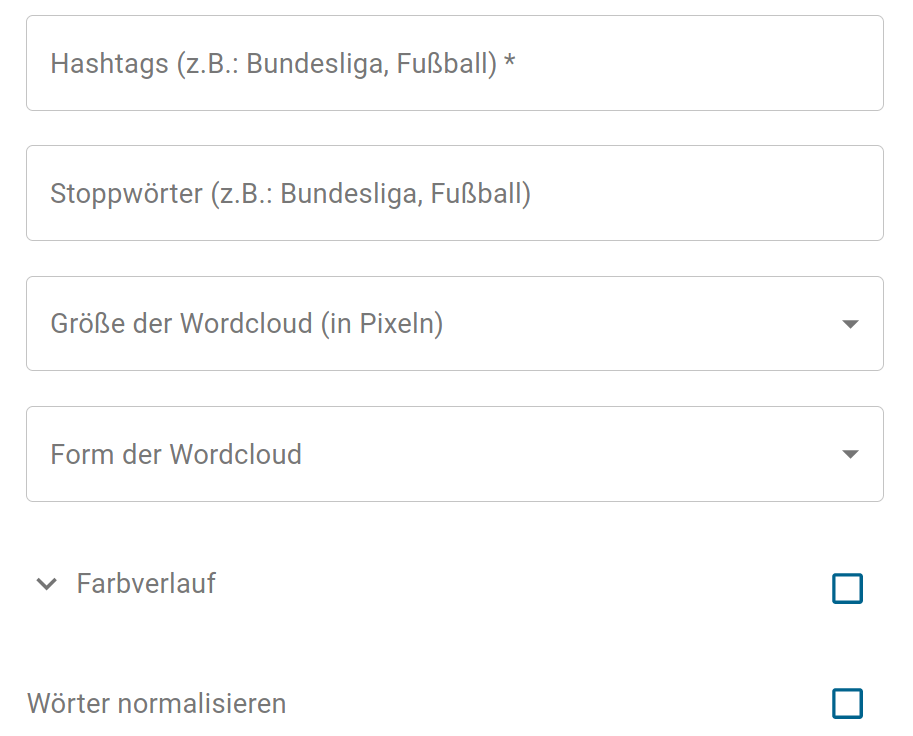 Hashtags (z.B.: Bundesliga, Fußball) *
Stoppwörter (z.B.: Bundesliga, Fußball)
Größe der Wordcloud (in Pixeln)
Form der Wordcloud
Farbverlauf
Wörter normalisieren